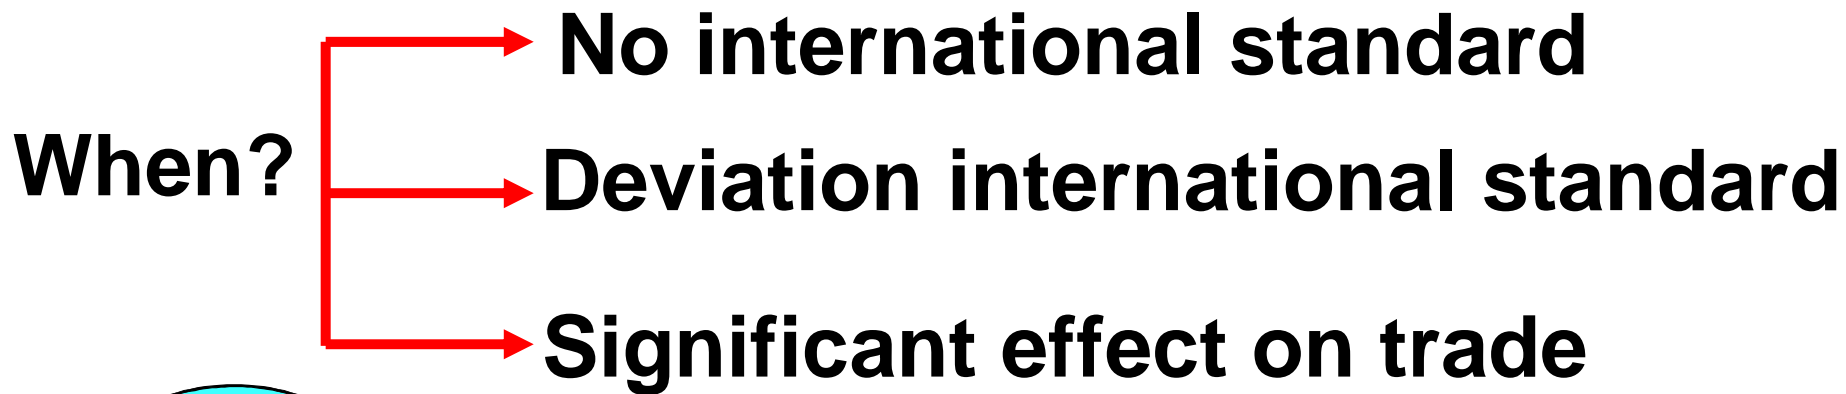 No international standard
When?
Deviation international standard
Significant effect on trade